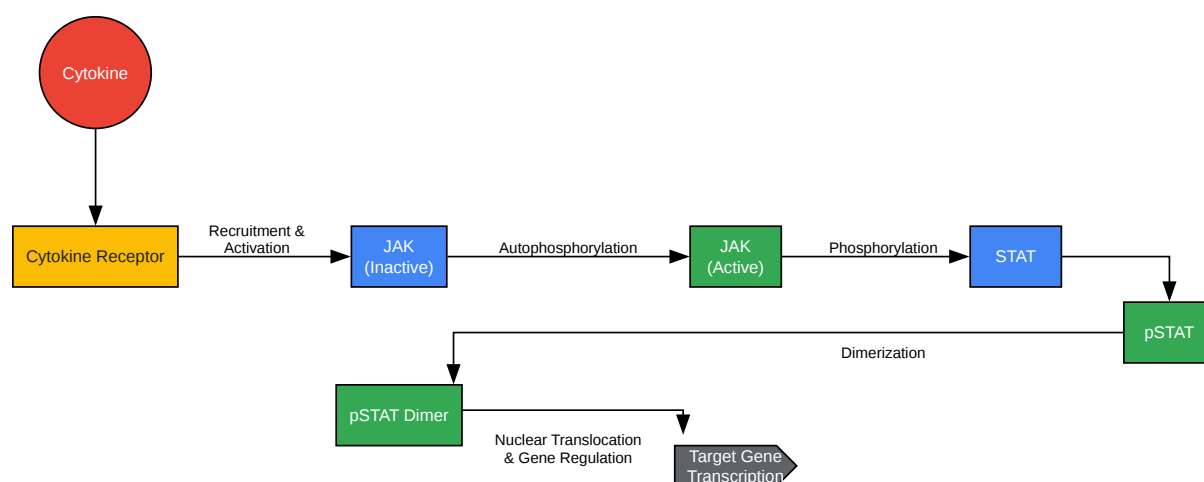 Cytokine
Cytokine Receptor
Recruitment &
Activation
JAK
(Inactive)
Autophosphorylation
JAK
(Active)
Phosphorylation
STAT
pSTAT
Dimerization
pSTAT Dimer
Nuclear Translocation
& Gene Regulation
Target Gene
Transcription